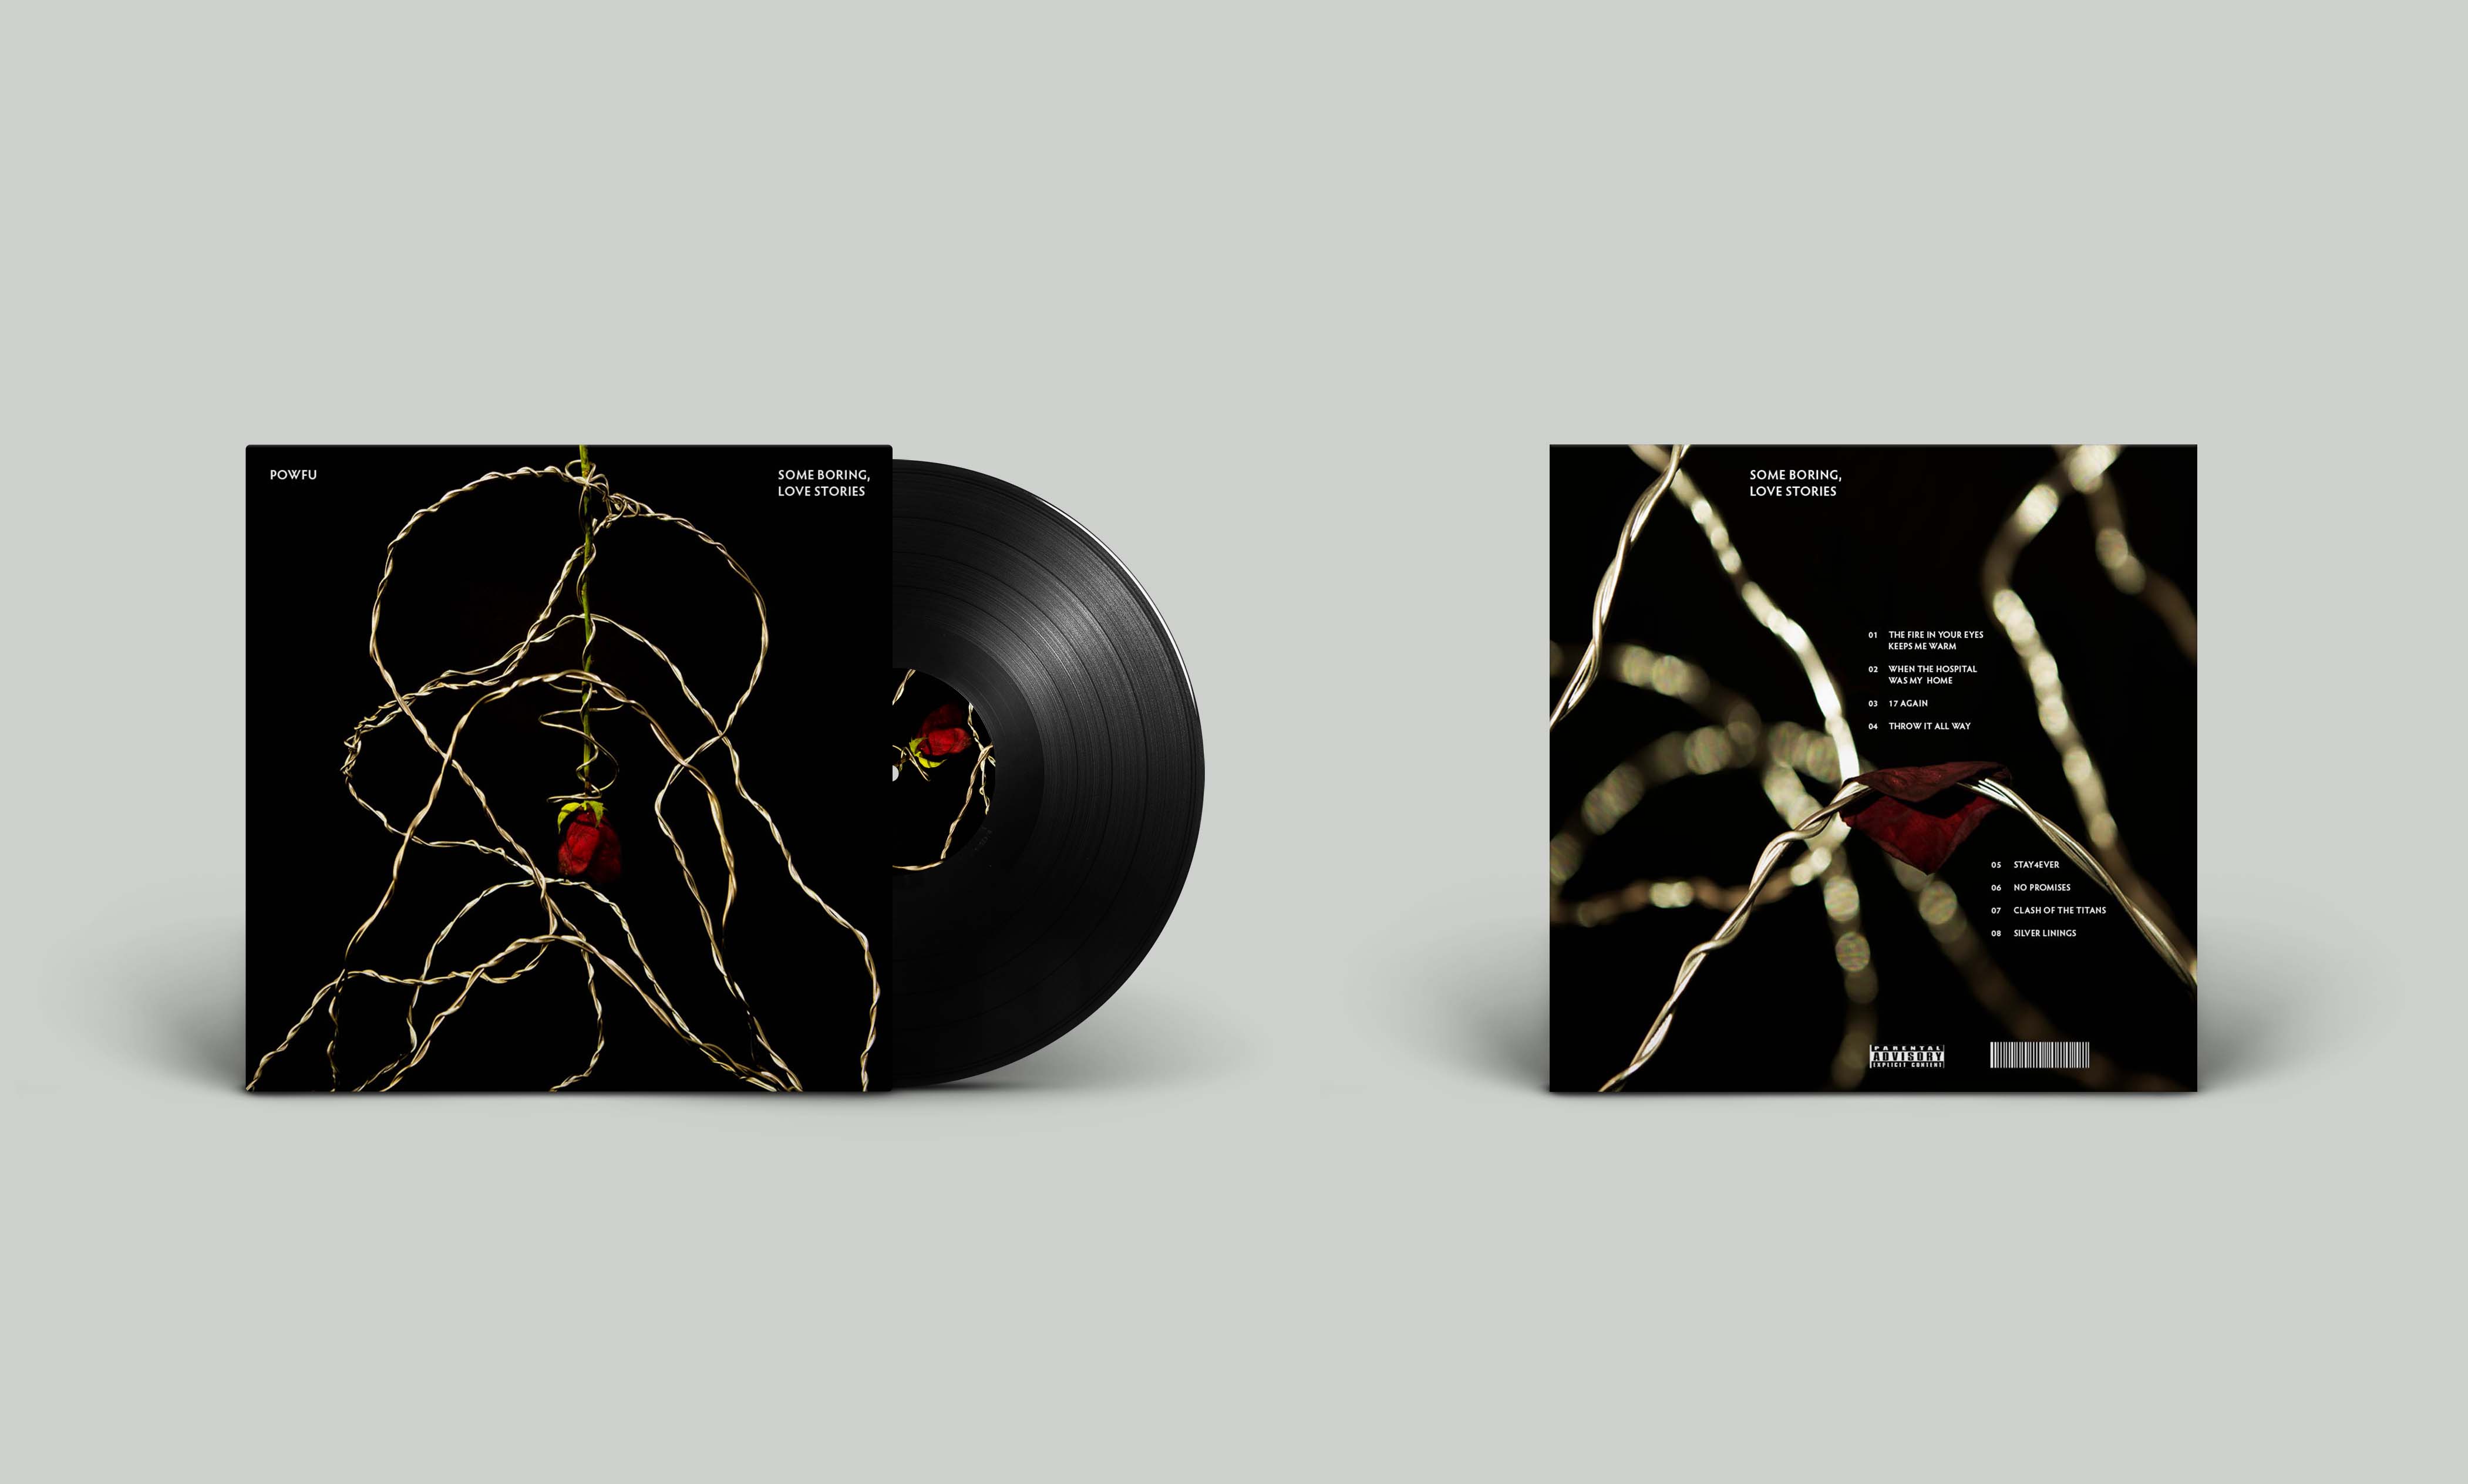 POWFU
SOME BORING,
LOVE STORIES
SOME BORING,
LOVE STORIES
01 THE FIRE IN YOUR EYES
KEEPS ME WARM
02 WHEN THE HOSPITAL
WAS MY HOME
03 17 AGAIN
04 THROW IT ALL WAY
05 STAY4EVER
06 NO PROMISES
07 CLASH OF THE TITANS
08 SILVER LININGS
PARENTAL
ADVISORY
EXPLICIT CONTENT